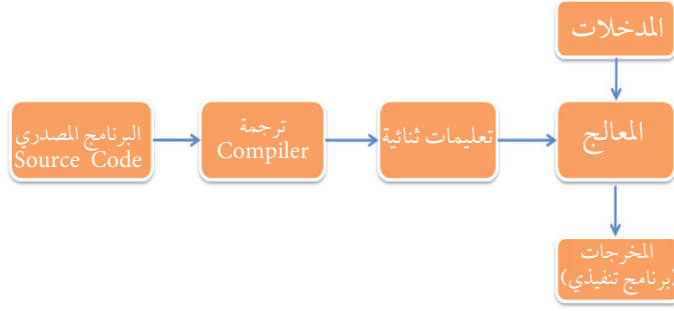 المدخلات
البرنامج المصدري
Source Code
ترجمة
Compiler
تعليمات ثنائية
المعالج
المخرجات
(برنامج تنفيذي)